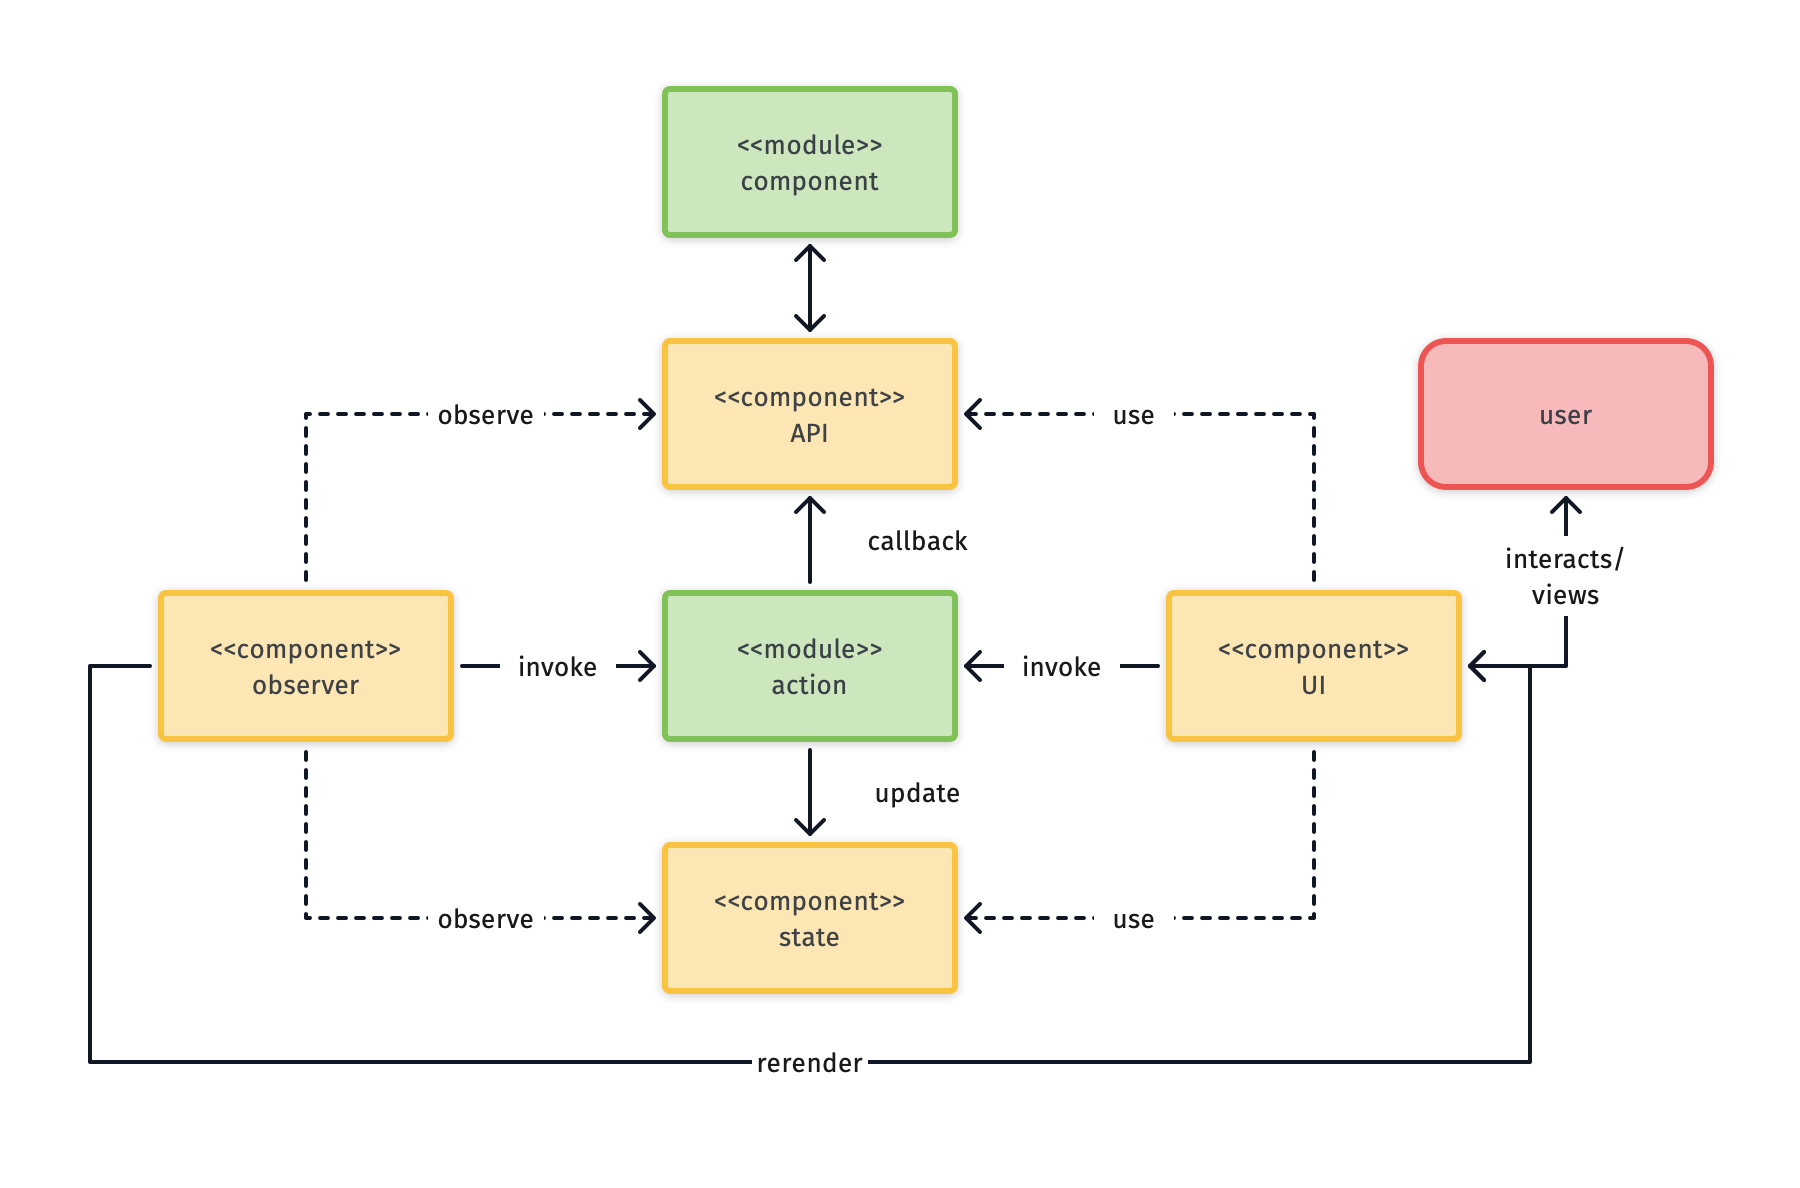 <<module>>
component
observe
<<component>>
API
use
user
callback
interacts/
views
<<component>>
observer
invoke
<<module>>
action
invoke
<<component>>
UI
update
observe
<<component>>
state
use
rerender